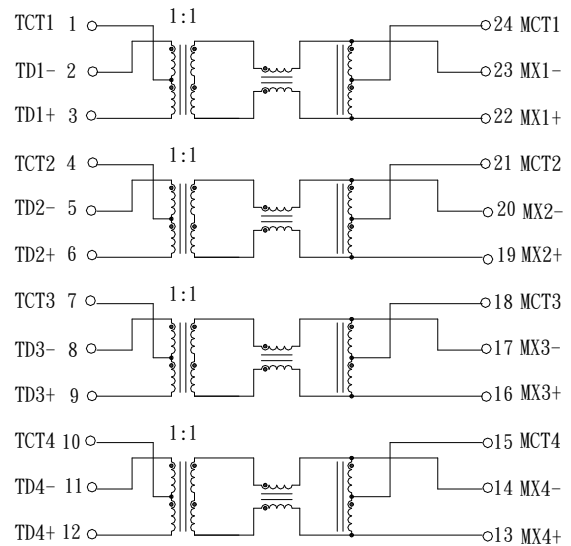 TCT1 1 1:1 24 MCT1
TD1- 2 23 MX1-
TD1+ 3 22 MX1+
TCT2 4 1:1 21 MCT2
TD2- 5 20 MX2-
TD2+ 6 19 MX2+
TCT3 7 1:1 18 MCT3
TD3- 8 17 MX3-
TD3+ 9 16 MX3+
TCT4 10 1:1 15 MCT4
TD4- 11 14 MX4-
TD4+ 12 13 MX4+